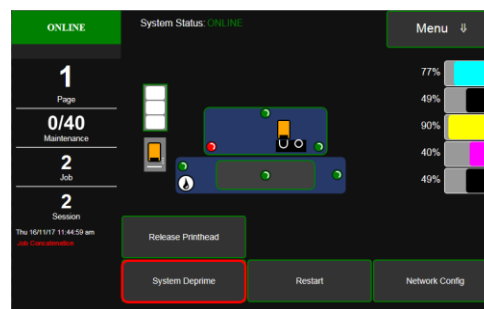 ONLINE
System Status: ONLINE
Menu ⇓
1
Page
0/40
Maintenance
2
Job
2
Session
Thu 16/11/17 11:44:59 am
Job Concatenation
77%
49%
90%
40%
49%
Release Printhead
System Deprime
Restart
Network Config